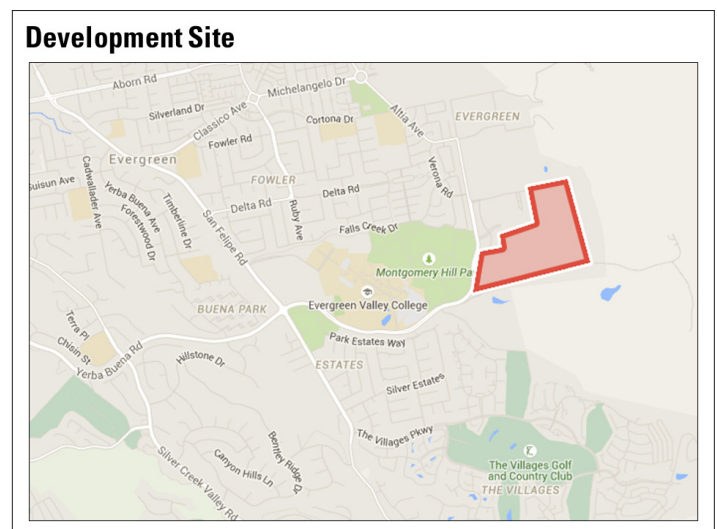 Development Site
Aborn Rd
Michelangelo Dr
Silverland Dr
Classico Ave
Cortona Dr
Altia Ave
EVERGREEN
Fowler Rd
Evergreen
Verona Rd
Cadwallader Ave
Suisun Ave
FOWLER
Yerba Buena Ave
Forestwood Dr
Timberline Dr
Delta Rd
Delta Rd
Ruby Ave
San Felipe Rd
Falls Creek Dr
Montgomery Hill Pa
Evergreen Valley College
BUENA PARK
Terra Pl
Chisin St
Yerba Buena Rd
Hillstone Dr
Park Estates Way
ESTATES
Silver Estates
The Villages Pkwy
Bentley Ridge Dr
Canyon Hills Ln
Silver Creek Valley Rd
The Villages Golf
and Country Club
THE VILLAGES